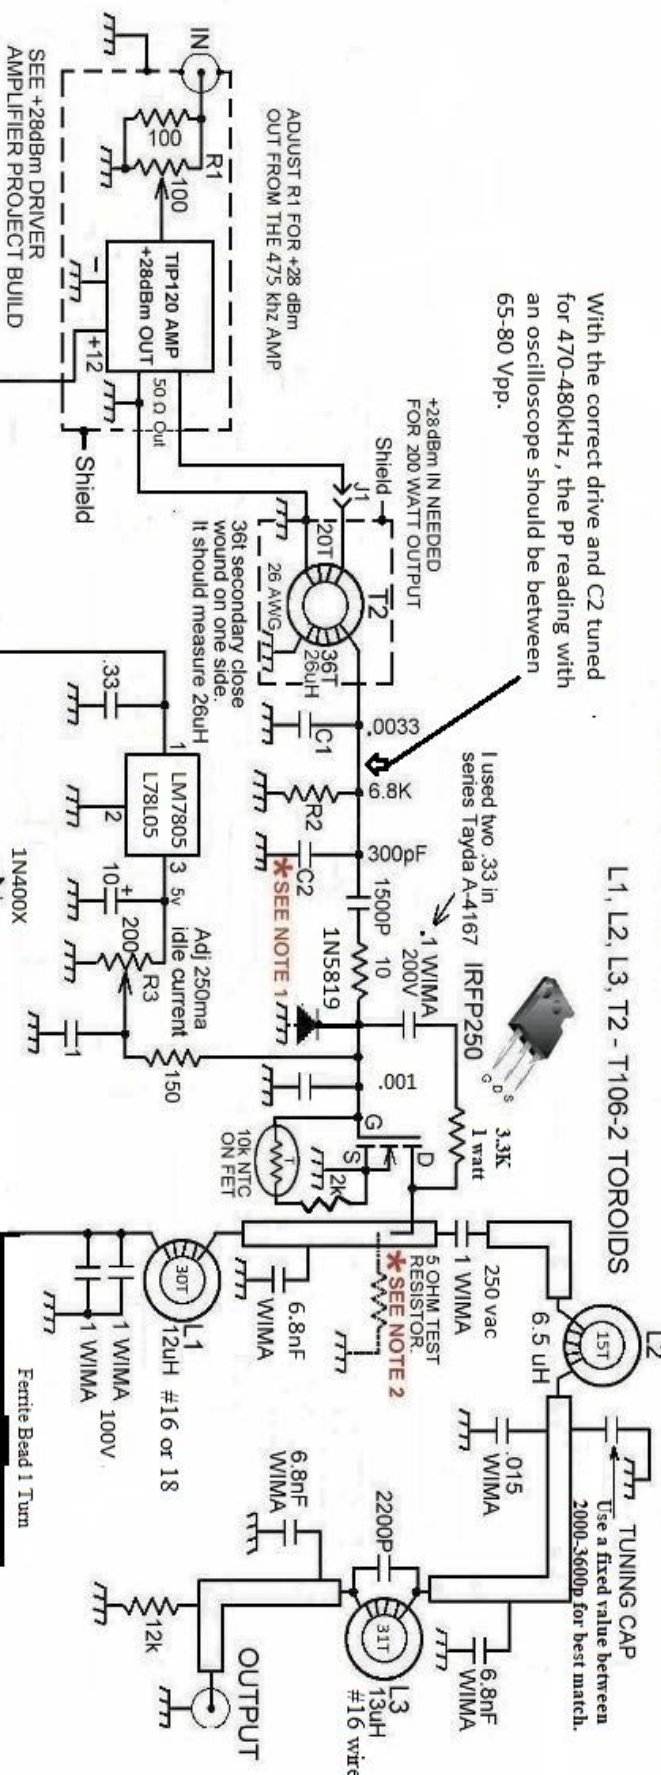 L1, L2, L3, T2 - T106-2 TOROIDS
With the correct drive and C2 tuned
for 470-480kHz , the PP reading with
an oscilloscope should be between
65-80 Vpp.
ADJUST R1 FOR +28 dBm
OUT FROM THE 475 khz AMP
IN
100
R1
100
TIP120 AMP
+28dBm OUT
-
+12
50 Ω Out
Shield
SEE +28dBm DRIVER
AMPLIFIER PROJECT BUILD
+28dBm IN NEEDED
FOR 200 WATT OUTPUT
Shield
J1
20T
T2
26 AWG
36T
26uH
36t secondary close
wound on one side.
It should measure 26uH
.0033
C1
6.8K
R2
300pF
C2
*SEE NOTE 1
1500P
10
1N5819
I used two .33 in
series Tayda A-4167
.1 WIMA
200V
IRFP250
G D S
3.3K
1 watt
.001
G
D
S
2k
T
10k NTC
ON FET
.33
1
LM7805
L78L05
2
3
5v
10
+
200
R3
Adj 250ma
idle current
.1
150
1N400X
5 OHM TEST
RESISTOR.
*SEE NOTE 2
250 vac
1 WIMA
6.8nF
WIMA
30T
L1
12uH #16 or 18
1 WIMA
1 WIMA
100V
Ferrite Bead 1 Turn
L2
15T
6.5 uH
.015
WIMA
TUNING CAP
Use a fixed value between
2000-3600p for best match.
6.8nF
WIMA
2200P
31T
L3
13uH
#16 wire
6.8nF
WIMA
12k
OUTPUT